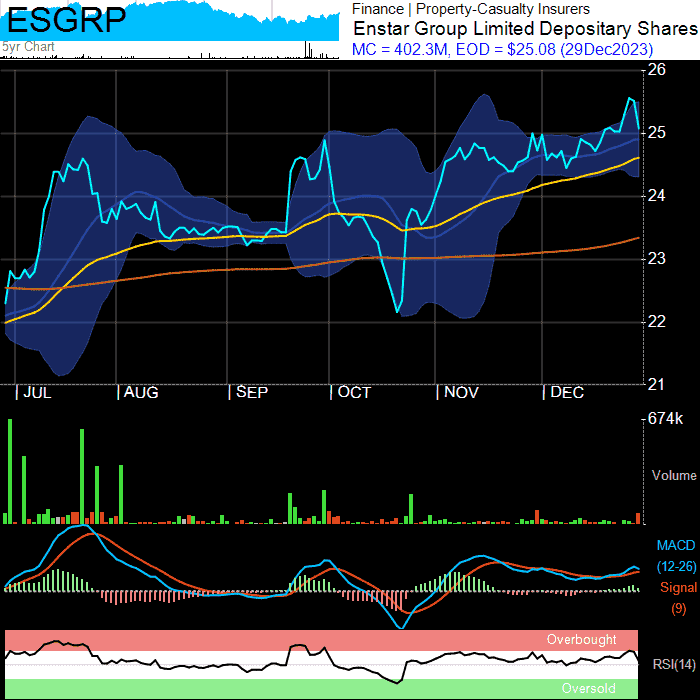 ESGRP
5yr Chart
Finance | Property-Casualty Insurers
Enstar Group Limited Depositary Shares
MC = 402.3M, EOD = $25.08 (29Dec2023)
26
25
24
23
22
21
JUL AUG SEP OCT NOV DEC
674k
Volume
MACD
(12-26)
Signal
(9)
Overbought
RSI(14)
Oversold